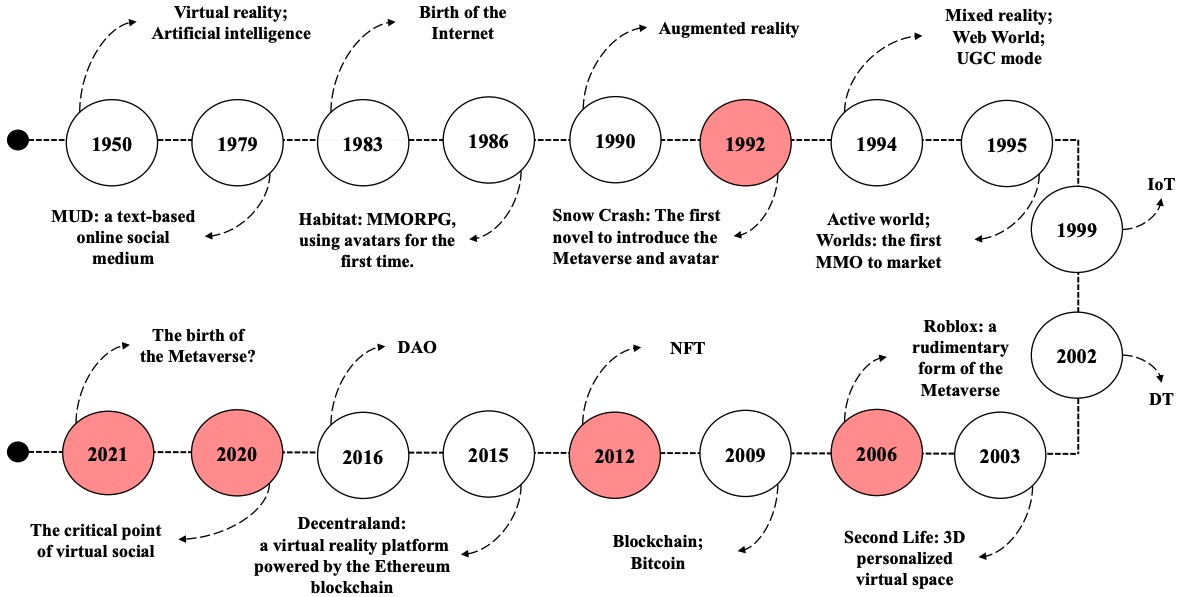 Virtual reality;
Artificial intelligence
Birth of the
Internet
Augmented reality
Mixed reality;
Web World;
UGC mode
1950
1979
1983
1986
1990
1992
1994
1995
MUD: a text-based
online social
medium
Habitat: MMORPG,
using avatars for the
first time.
Snow Crash: The first
novel to introduce the
Metaverse and avatar
Active world;
Worlds: the first
MMO to market
IoT
1999
2002
DT
The birth of
the Metaverse?
DAO
NFT
Roblox: a
rudimentary
form of the
Metaverse
2021
2020
2016
2015
2012
2009
2006
2003
The critical point
of virtual social
Decentraland:
a virtual reality platform
powered by the Ethereum
blockchain
Blockchain;
Bitcoin
Second Life: 3D
personalized
virtual space